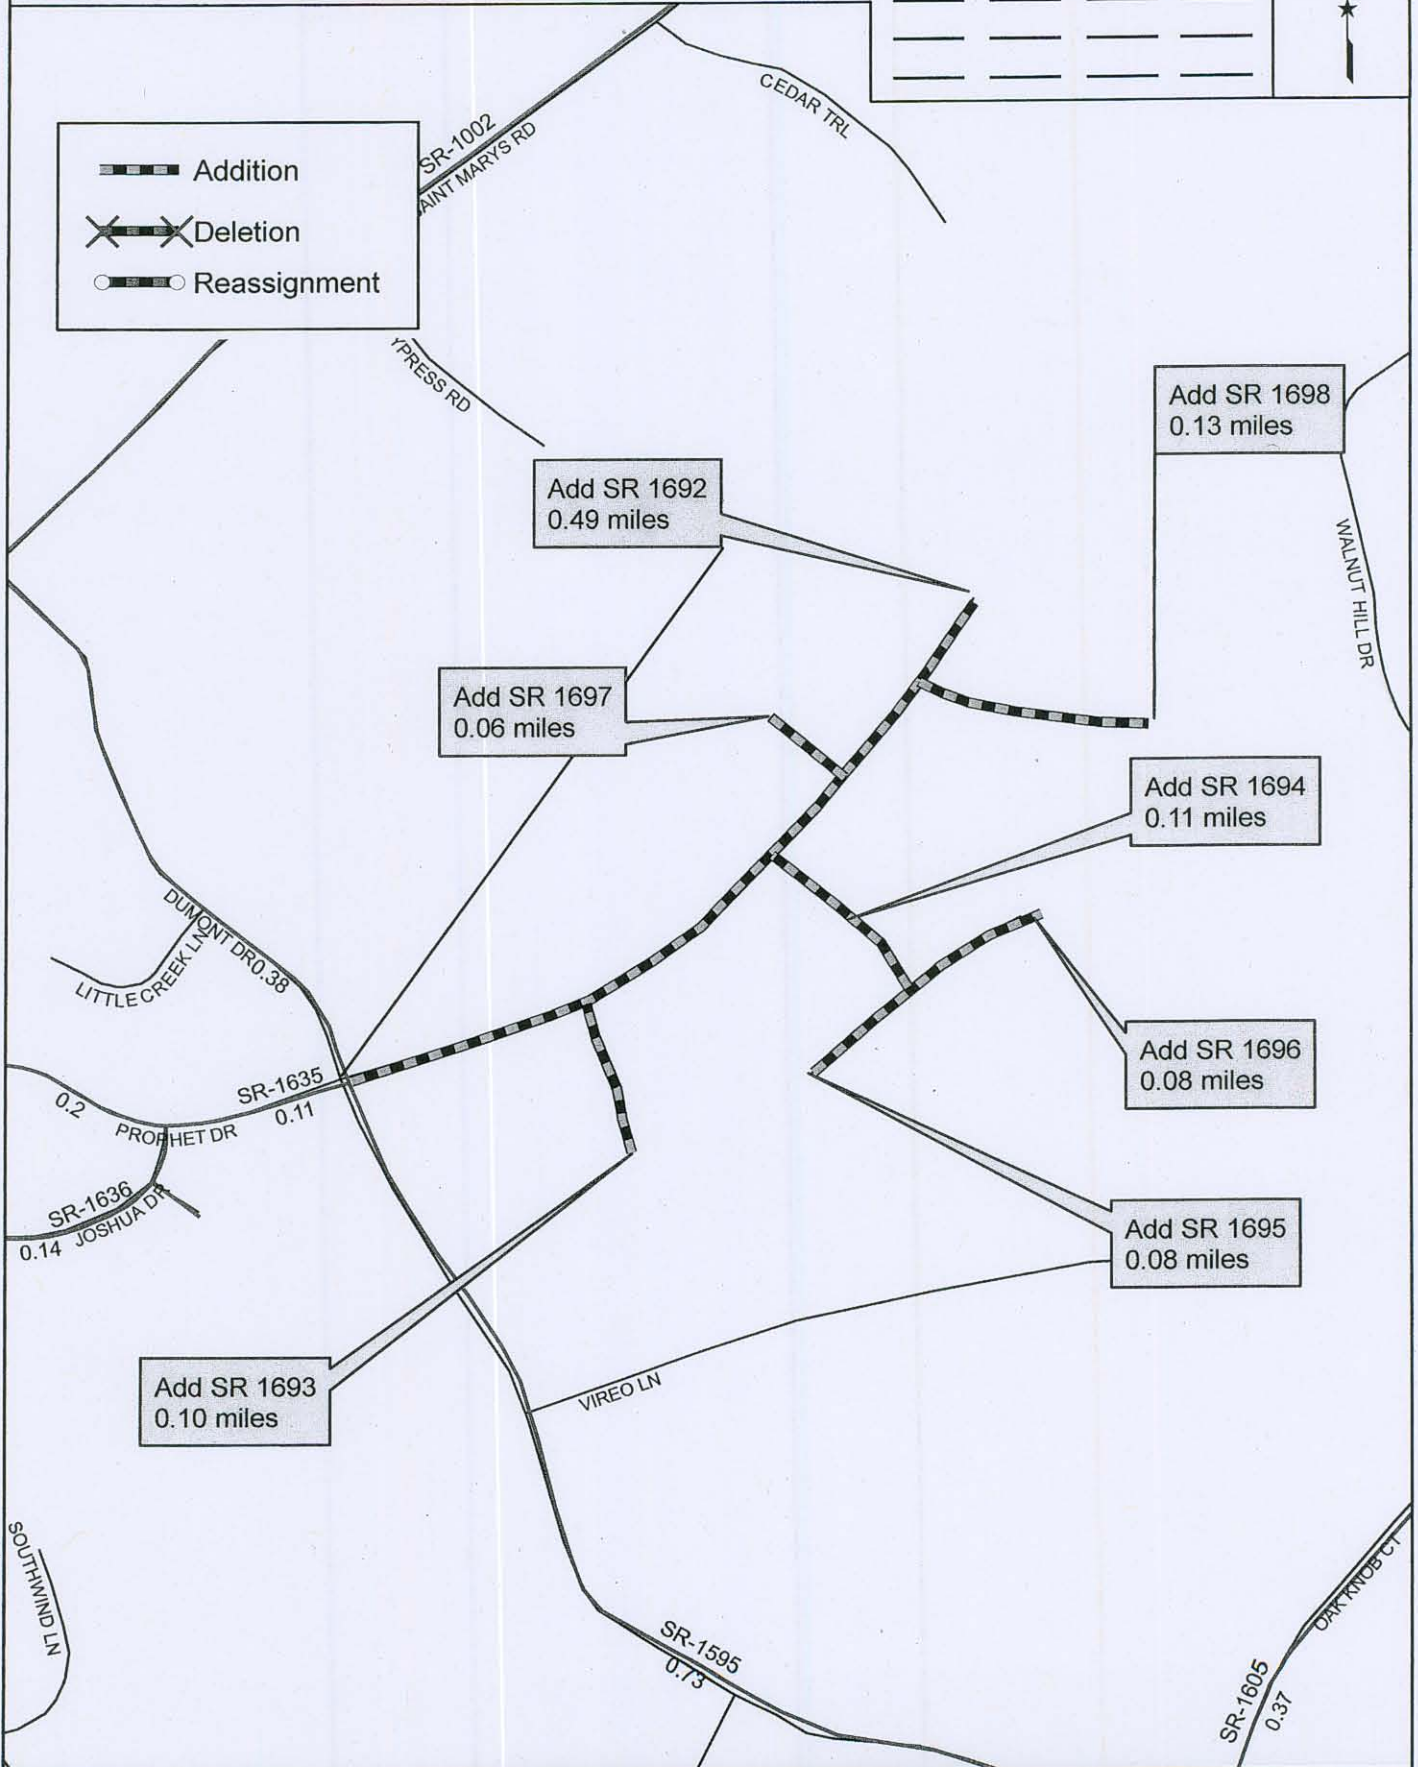 CEDAR TRL
SR-1002
AINT MARYS RD
Addition
Deletion
Reassignment
YPRESS RD
Add SR 1698
0.13 miles
Add SR 1692
0.49 miles
WALNUT HILL DR
Add SR 1697
0.06 miles
Add SR 1694
0.11 miles
DUMONT DR
0.38
LITTLE CREEK LN
Add SR 1696
0.08 miles
SR-1635
0.11
0.2
PROPHET DR
SR-1636
0.14
JOSHUA DR
Add SR 1695
0.08 miles
Add SR 1693
0.10 miles
VIREO LN
SOUTHWIND LN
OAK KNOB CT
SR-1595
0.73
SR-1605
0.37